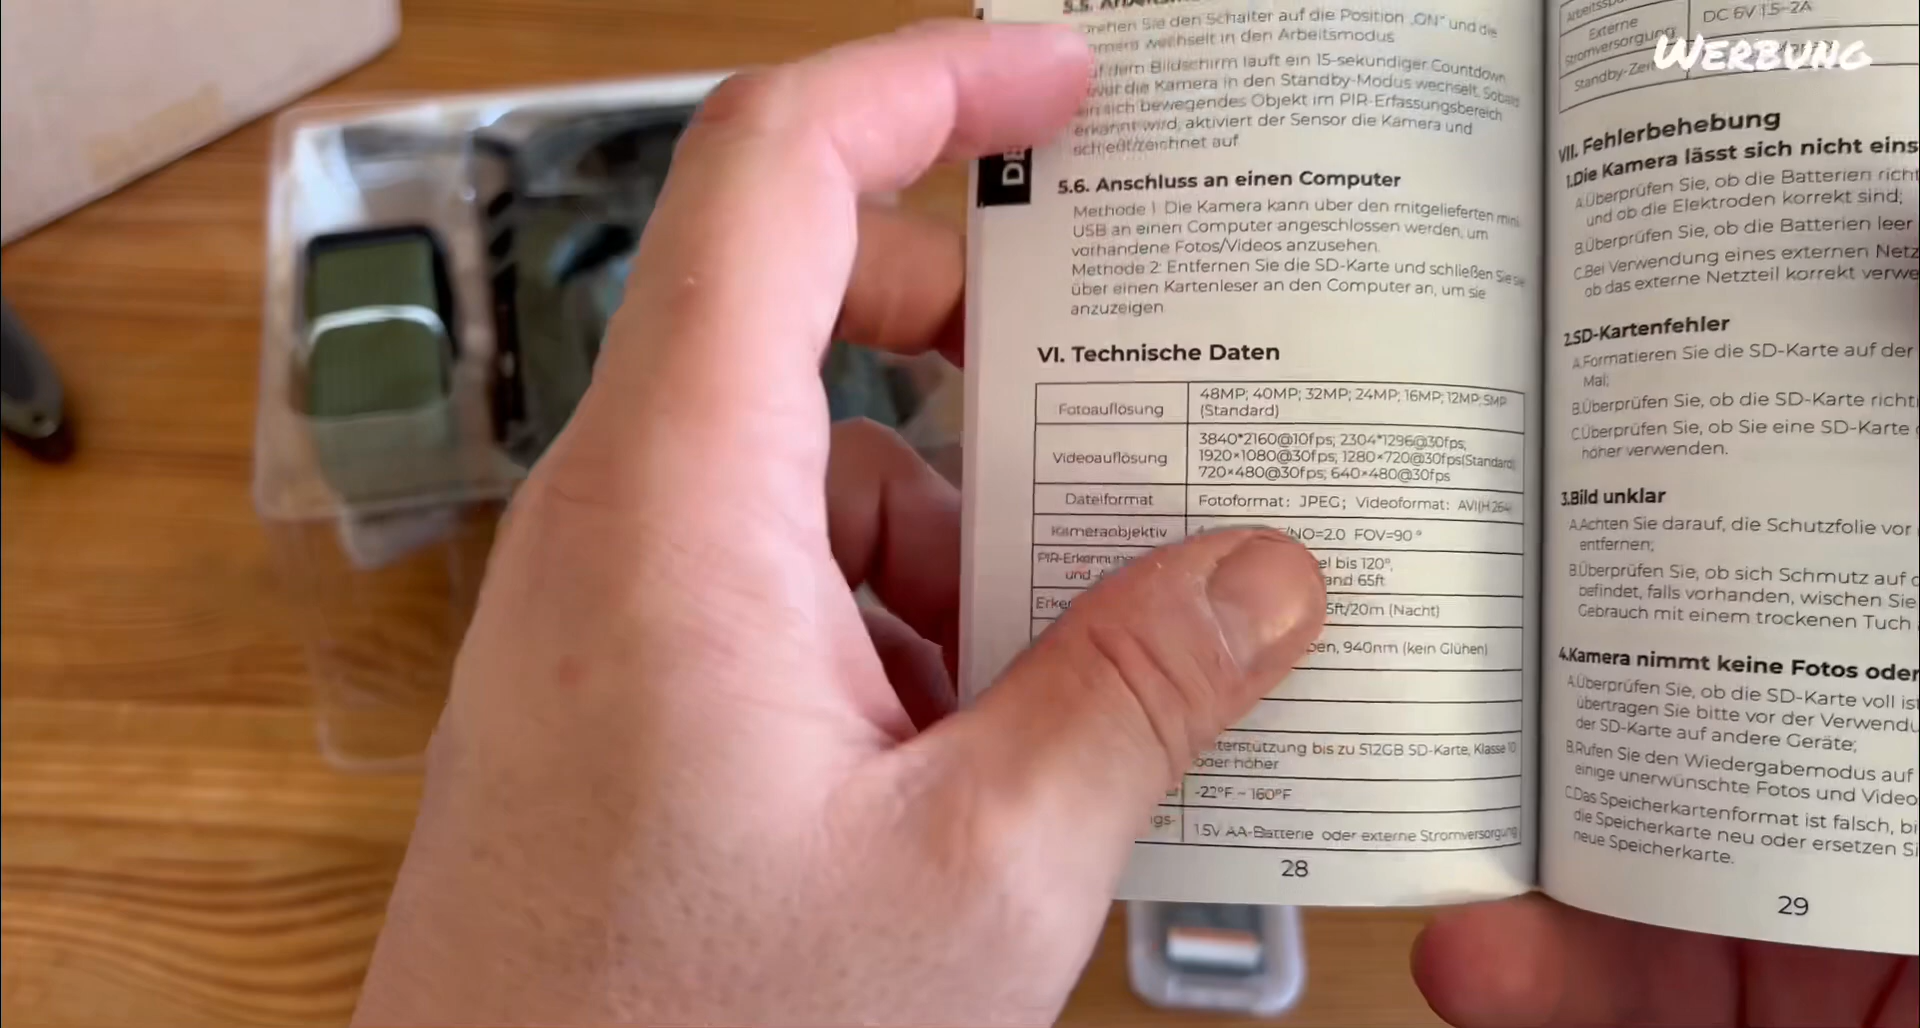 5.5.
drehen Sie den Schalter auf die Position „ON" und die
wechselt in den Arbeitsmodus
auf dem Bildschirm läuft ein 15-sekundiger Countdown
die Kamera in den Standby-Modus wechselt. Sobald
ein sich bewegendes Objekt im PIR-Erfassungsbereich
erkannt wird, aktiviert der Sensor die Kamera und
schießt/zeichnet auf
5.6. Anschluss an einen Computer
Methode 1 Die Kamera kann über den mitgelieferten mini
USB an einen Computer angeschlossen werden, um
vorhandene Fotos/Videos anzusehen.
Methode 2: Entfernen Sie die SD-Karte und schließen Sie sie
über einen Kartenleser an den Computer an, um sie
anzuzeigen
VI. Technische Daten
Fotoauflösung
48MP; 40MP; 32MP; 24MP; 16MP; 12MP; 5MP
(Standard)
Videoauflösung
3840*2160@10fps; 2304*1296@30fps;
1920×1080@30fps; 1280×720@30fps(Standard)
720×480@30fps; 640×480@30fps
Dateiformat
Fotoformat: JPEG; Videoformat: AVI(H.264
Kameraobjektiv
/NO=2.0 FOV=90°
PIR-Erkennung
und
el bis 120°,
and 65ft
Erke
5ft/20m (Nacht)
pen, 940nm (kein Glühen)
terstützung bis zu 512GB SD-Karte, Klasse 10
oder höher
-22°F ~ 160°F
ngs-
1.5V AA-Batterie oder externe Stromversorgung
28
Arbeitsspa
Externe
Stromversorgung
DC 6V 1.5-2A
Standby-Zei
Werbung
VII. Fehlerbehebung
1.Die Kamera lässt sich nicht eins
A.Überprüfen Sie, ob die Batterien richt
und ob die Elektroden korrekt sind;
B.Überprüfen Sie, ob die Batterien leer
C.Bei Verwendung eines externen Netz
ob das externe Netzteil korrekt verwe
2.SD-Kartenfehler
A.Formatieren Sie die SD-Karte auf der
Mal;
B.Überprüfen Sie, ob die SD-Karte richti
C.Überprüfen Sie, ob Sie eine SD-Karte
höher verwenden.
3.Bild unklar
A.Achten Sie darauf, die Schutzfolie vor
entfernen;
B.Überprüfen Sie, ob sich Schmutz auf
befindet, falls vorhanden, wischen Sie
Gebrauch mit einem trockenen Tuch
4.Kamera nimmt keine Fotos oder
A.Überprüfen Sie, ob die SD-Karte voll ist
übertragen Sie bitte vor der Verwendu
der SD-Karte auf andere Geräte;
B.Rufen Sie den Wiedergabemodus auf
einige unerwünschte Fotos und Video
C.Das Speicherkartenformat ist falsch, bi
die Speicherkarte neu oder ersetzen Si
neue Speicherkarte.
29